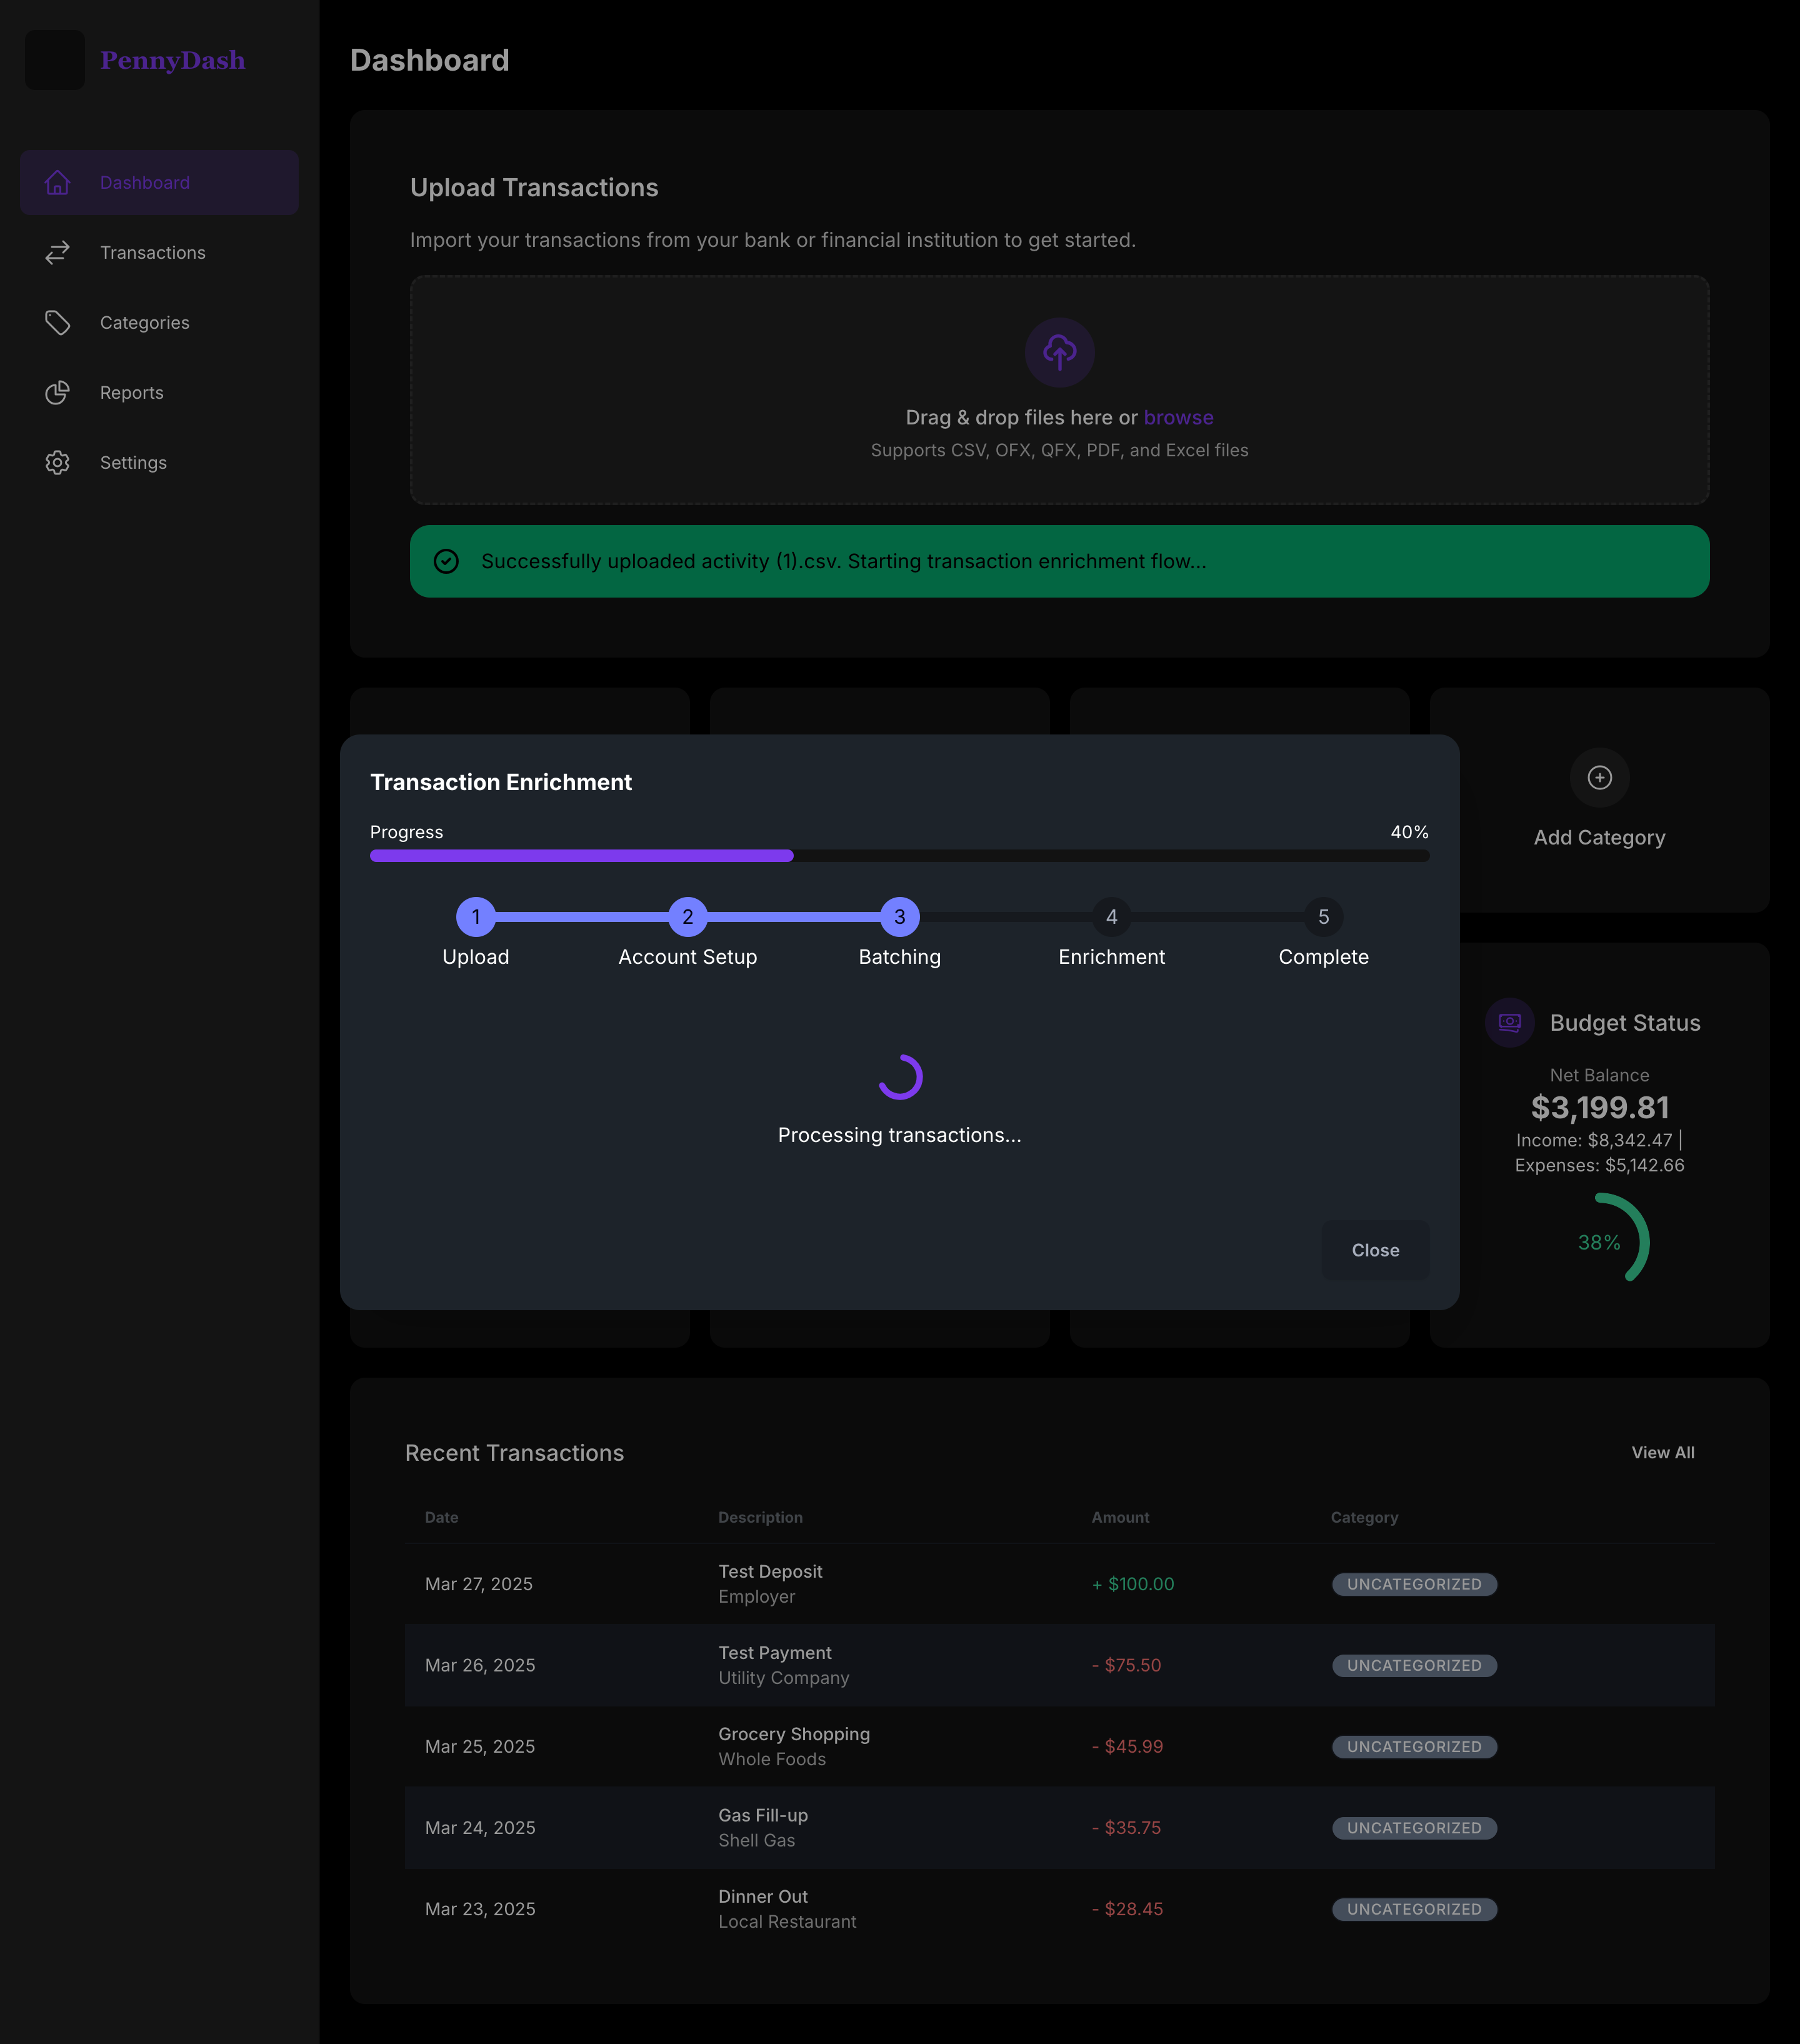 PennyDash
Dashboard
Transactions
Categories
Reports
Settings
Dashboard
Upload Transactions
Import your transactions from your bank or financial institution to get started.
Drag & drop files here or browse
Supports CSV, OFX, QFX, PDF, and Excel files
Successfully uploaded activity (1).csv. Starting transaction enrichment flow...
Add Category
Transaction Enrichment
Progress 40%
1 2 3 4 5
Upload Account Setup Batching Enrichment Complete
Processing transactions...
Close
Budget Status
Net Balance
$3,199.81
Income: $8,342.47 |
Expenses: $5,142.66
38%
Recent Transactions View All
Date Description Amount Category
Mar 27, 2025 Test Deposit + $100.00 UNCATEGORIZED
Employer
Mar 26, 2025 Test Payment - $75.50 UNCATEGORIZED
Utility Company
Mar 25, 2025 Grocery Shopping - $45.99 UNCATEGORIZED
Whole Foods
Mar 24, 2025 Gas Fill-up - $35.75 UNCATEGORIZED
Shell Gas
Mar 23, 2025 Dinner Out - $28.45 UNCATEGORIZED
Local Restaurant